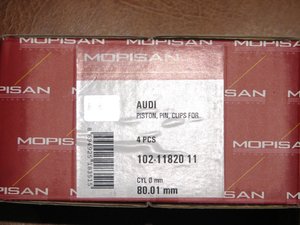 MOPISAN
MOPISAN
MOPISAN
MOPISAN
MOPISAN
MOPISAN
AUDI
PISTON, PIN, CLIPS FOR
4 PCS
102-11820 11
CYL Ø mm
80.01 mm